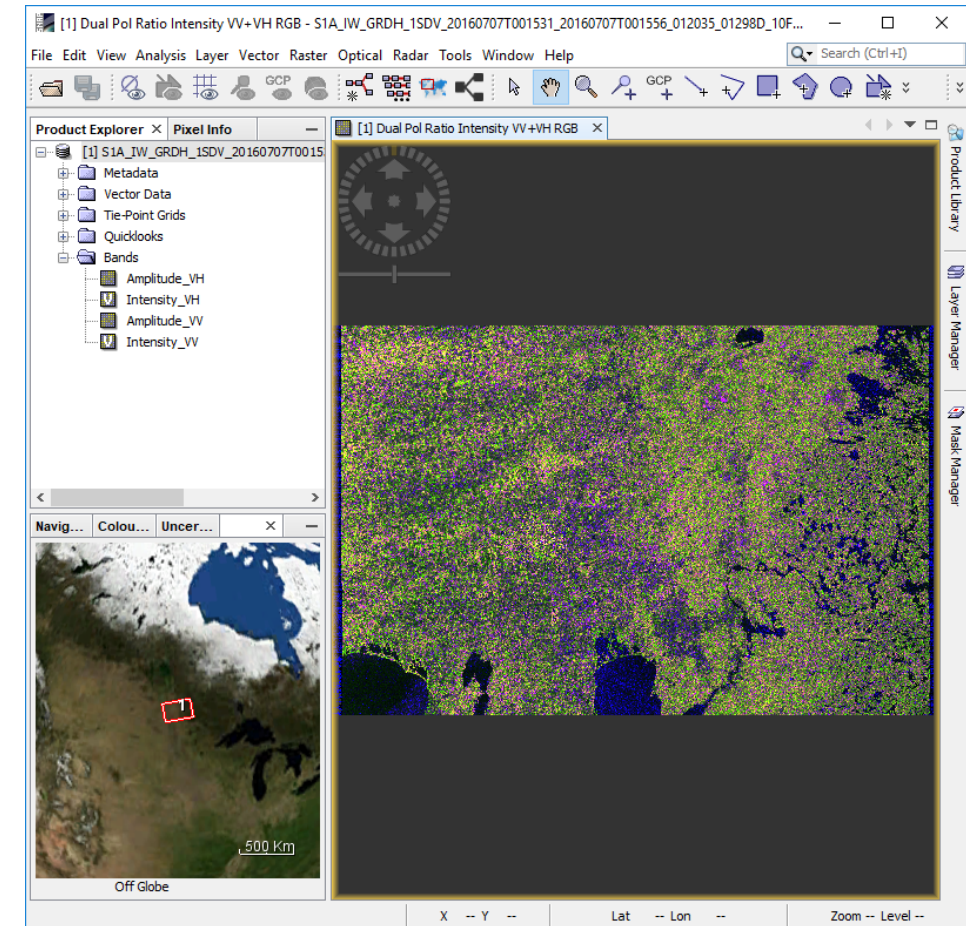 [1] Dual Pol Ratio Intensity VV+VH RGB - S1A_IW_GRDH_1SDV_20160707T001531_20160707T001556_012035_01298D_10F...
File Edit View Analysis Layer Vector Raster Optical Radar Tools Window Help
Search (Ctrl+I)
GCP
GCP
Product Explorer × Pixel Info
[1] Dual Pol Ratio Intensity VV+VH RGB ×
[1] S1A_IW_GRDH_1SDV_20160707T0015
Metadata
Vector Data
Tie-Point Grids
Quicklooks
Bands
Amplitude_VH
Intensity_VH
Amplitude_VV
Intensity_VV
Product Library
Layer Manager
Mask Manager
Navig... Colou... Uncer... ×
1
500 Km
Off Globe
X -- Y -- Lat -- Lon -- Zoom -- Level --